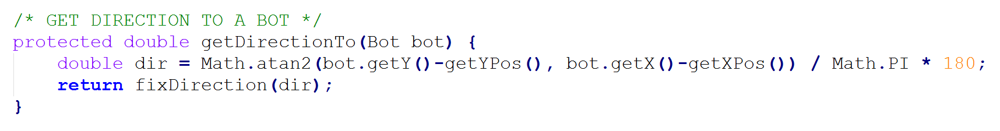 /* GET DIRECTION TO A BOT */
protected double getDirectionTo(Bot bot) {
    double dir = Math.atan2(bot.getY()-getYPos(), bot.getX()-getXPos()) / Math.PI * 180;
    return fixDirection(dir);
}